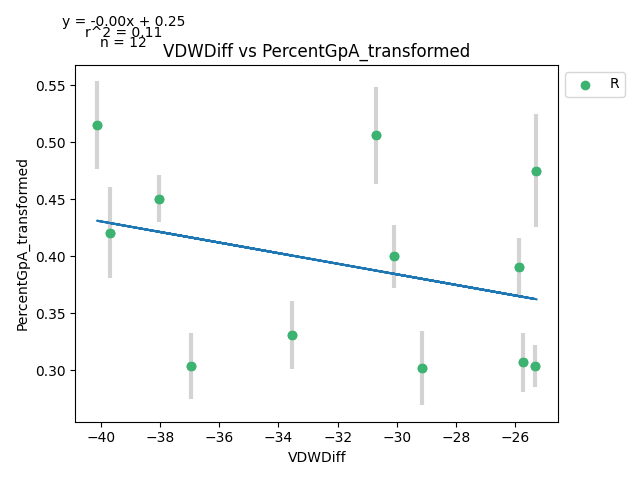 y = -0.00x + 0.25
r^2 = 0.11
n = 12
VDWDiff vs PercentGpA_transformed
R
PercentGpA_transformed
0.55
0.50
0.45
0.40
0.35
0.30
−40
−38
−36
−34
−32
−30
−28
−26
VDWDiff